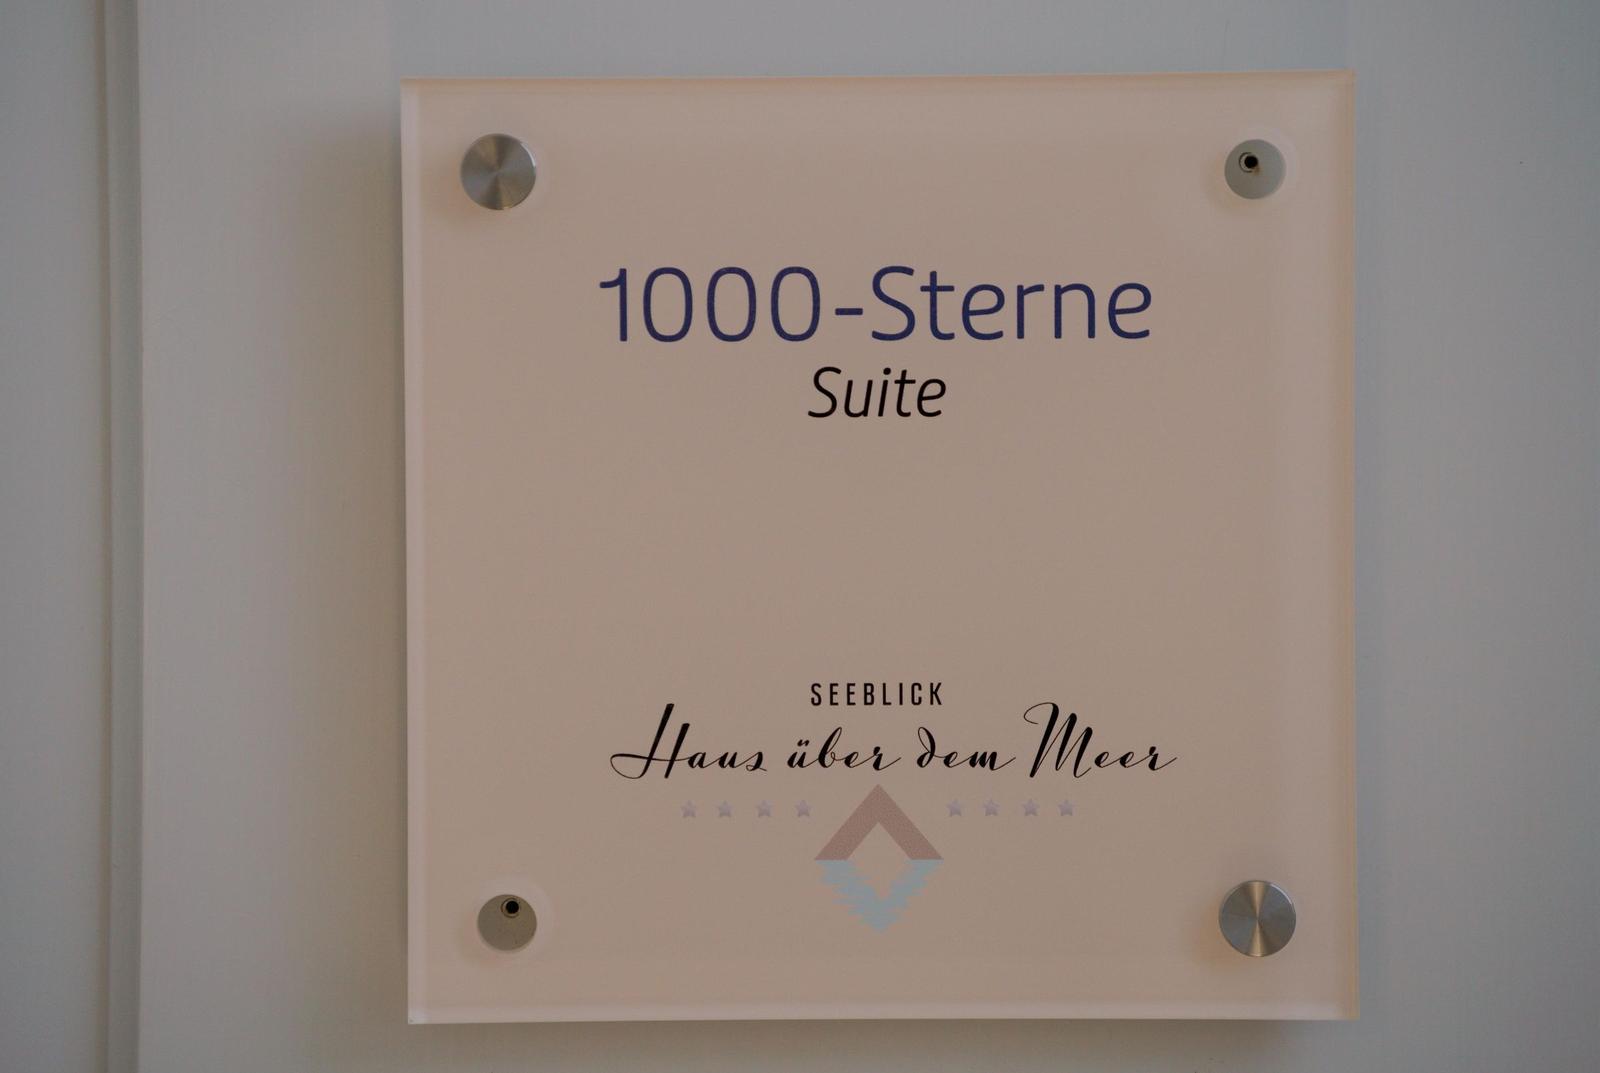 1000-Sterne
Suite
SEEBLICK
Haus über dem Meer